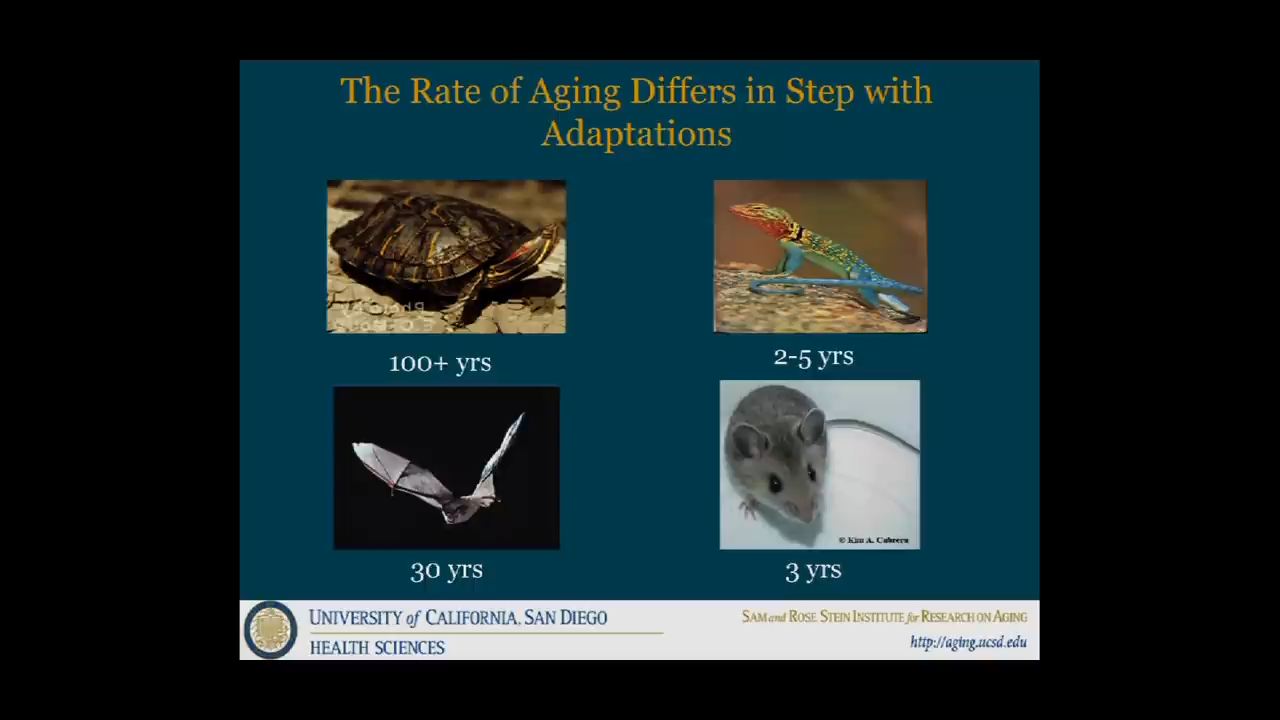 The Rate of Aging Differs in Step with
Adaptations
100+ yrs
2-5 yrs
30 yrs
© Kim A. Cabrera
3 yrs
UNIVERSITY of CALIFORNIA, SAN DIEGO
HEALTH SCIENCES
SAM and ROSE STEIN INSTITUTE for RESEARCH ON AGING
http://aging.ucsd.edu